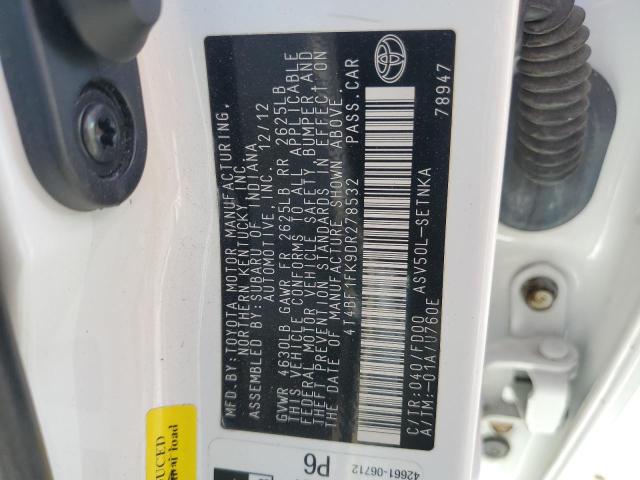 MFD.BY:TOYOTA MOTOR MANUFACTURING,
NORTHERN KENTUCKY, INC.
ASSEMBLED BY:SUBARU OF INDIANA
AUTOMOTIVE, INC. 12/12
GVWR 4630LB GAWR FR 2625LB RR 2625LB
THIS VEHICLE CONFORMS TO ALL APPLICABLE
FEDERAL MOTOR VEHICLE SAFETY BUMPER AND
THEFT PREVENTION STANDARDS IN EFFECT ON
THE DATE OF MANUFACTURE SHOWN ABOVE.
4T4BF1FK9DR278532 PASS.CAR
C/TR:040/FD00 ASV50L-SETNKA
A/TM:-01A/U760E
78947
42661-06712
P6